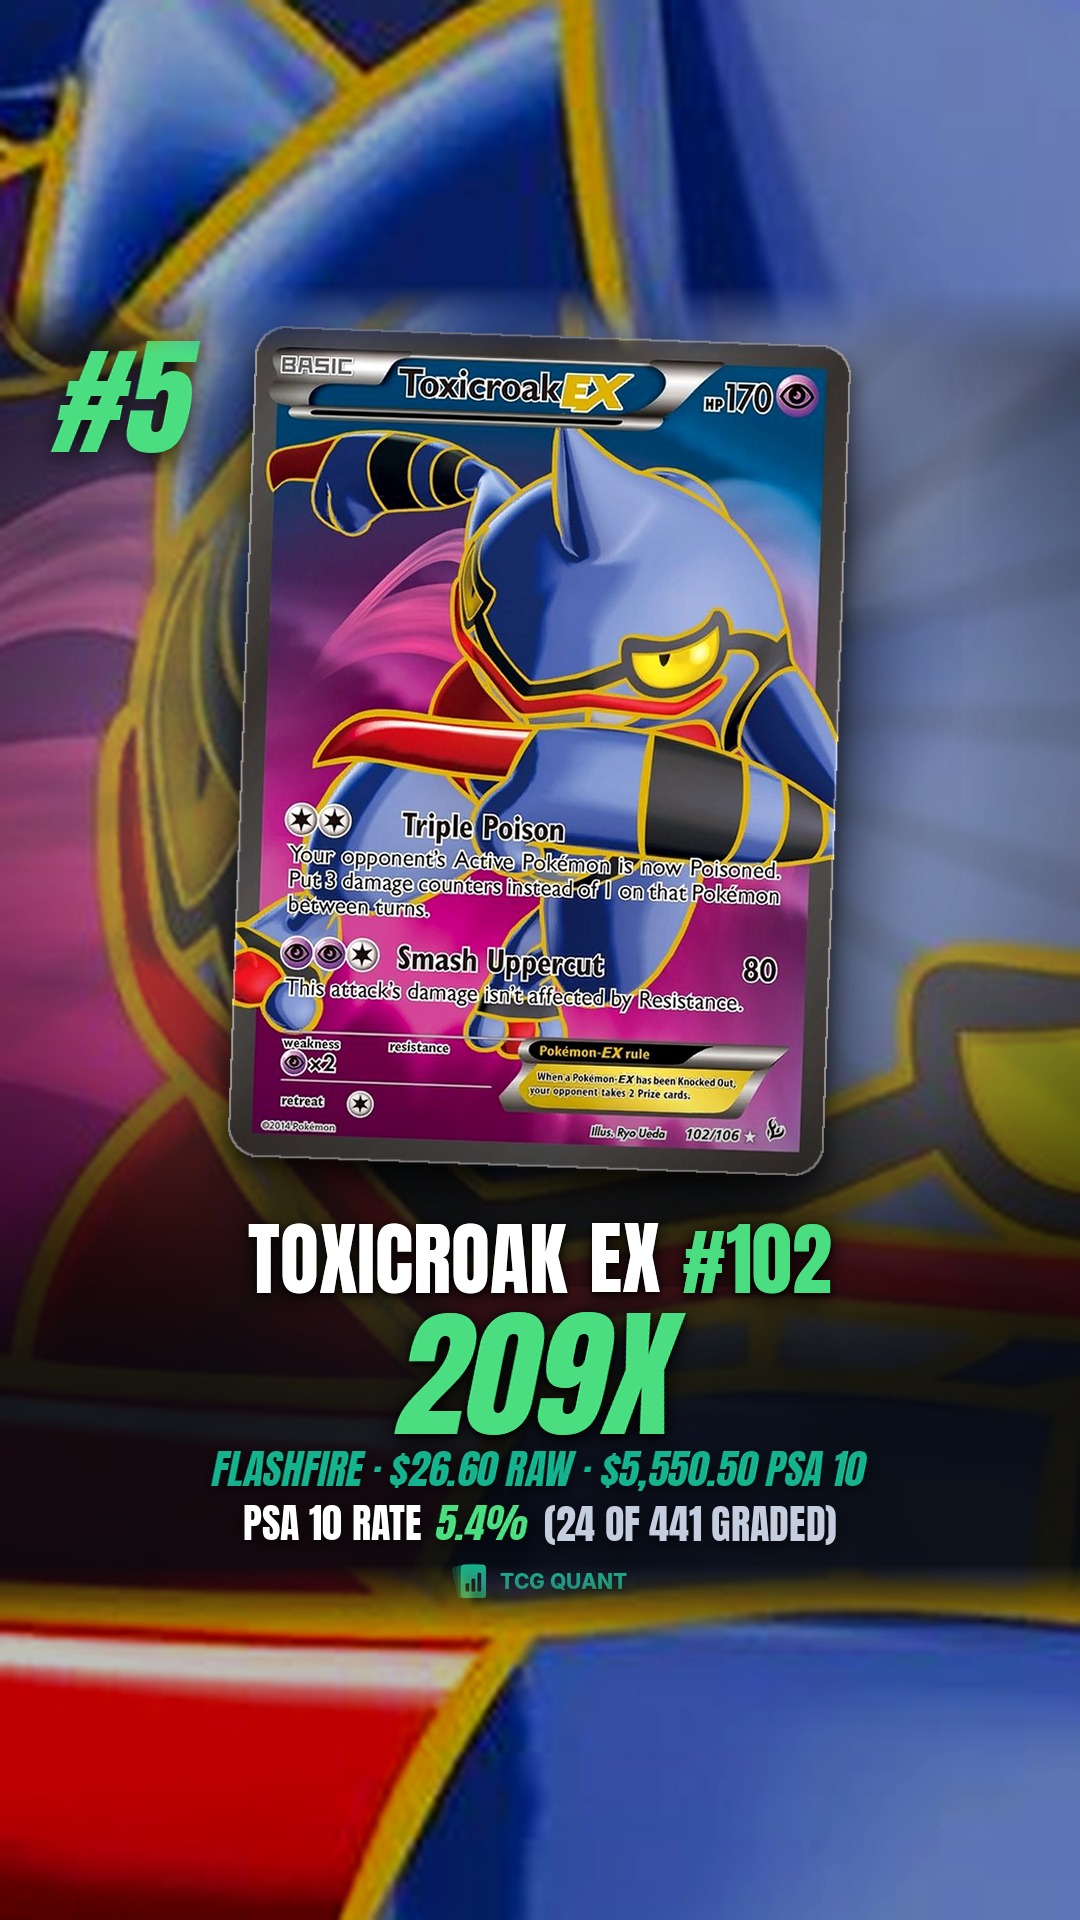 #5
BASIC
ToxicroakEX
HP170
Triple Poison
Your opponent's Active Pokémon is now Poisoned.
Put 3 damage counters instead of 1 on that Pokémon
between turns.
Smash Uppercut 80
This attack's damage isn't affected by Resistance.
weakness resistance
x2
retreat
Pokémon-EX rule
When a Pokémon-EX has been Knocked Out,
your opponent takes 2 Prize cards.
©2014 Pokémon
Illus. Ryo Ueda 102/106
TOXICROAK EX #102
209X
FLASHFIRE · $26.60 RAW · $5,550.50 PSA 10
PSA 10 RATE 5.4% (24 OF 441 GRADED)
TCG QUANT